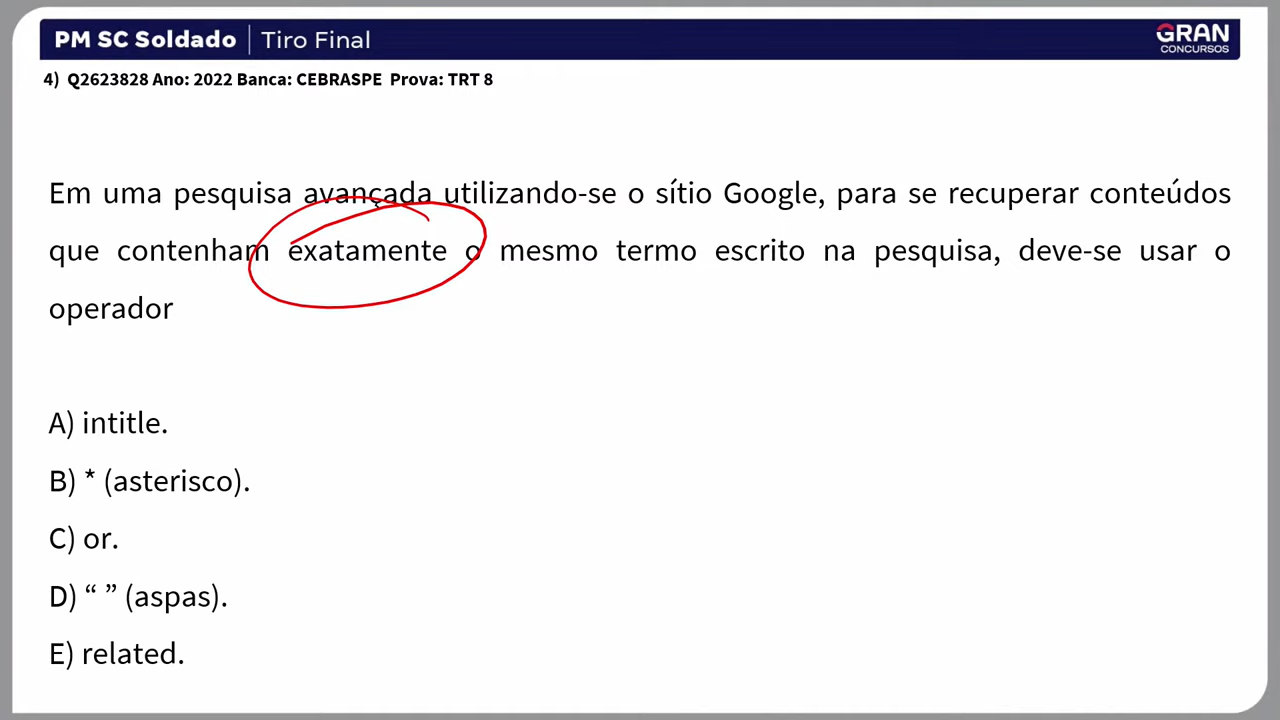 PM SC Soldado | Tiro Final
GRAN
CONCURSOS
4) Q2623828 Ano: 2022 Banca: CEBRASPE Prova: TRT 8
Em uma pesquisa avançada utilizando-se o sítio Google, para se recuperar conteúdos
que contenham exatamente o mesmo termo escrito na pesquisa, deve-se usar o
operador
A) intitle.
B) * (asterisco).
C) or.
D) “ ” (aspas).
E) related.